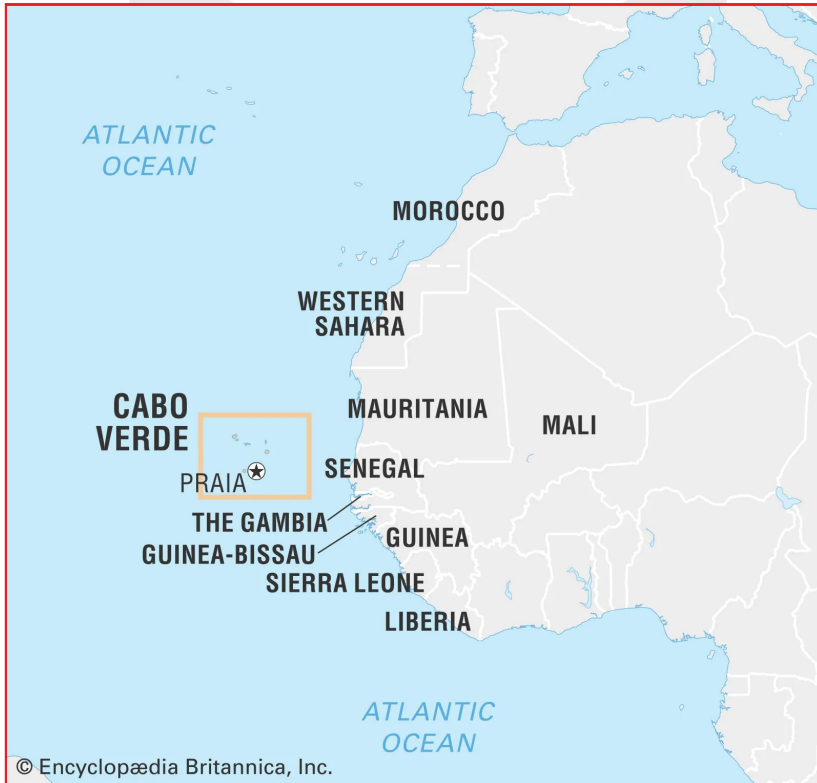 ATLANTIC
OCEAN
MOROCCO
WESTERN
SAHARA
CABO
VERDE
MAURITANIA
MALI
PRAIA
SENEGAL
THE GAMBIA
GUINEA-BISSAU
GUINEA
SIERRA LEONE
LIBERIA
ATLANTIC
OCEAN
© Encyclopædia Britannica, Inc.